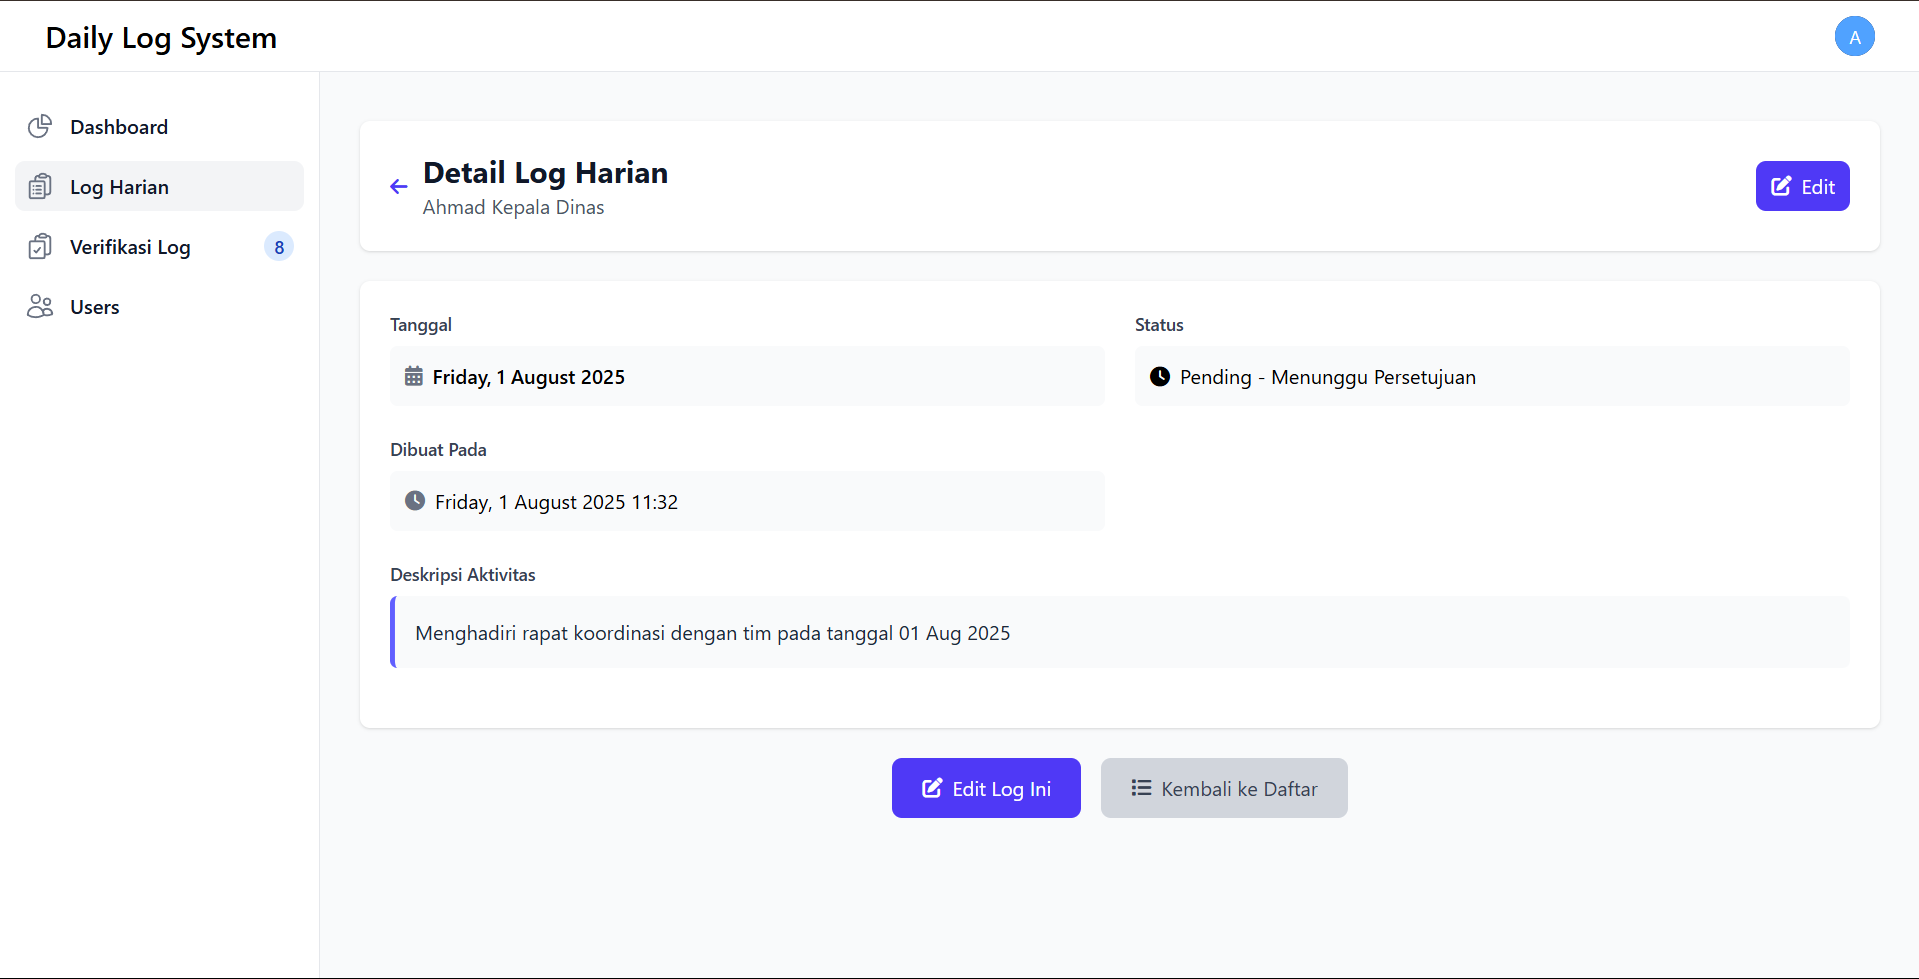 Daily Log System
A
Dashboard
Log Harian
Verifikasi Log
8
Users
Detail Log Harian
Ahmad Kepala Dinas
Edit
Tanggal
Friday, 1 August 2025
Status
Pending - Menunggu Persetujuan
Dibuat Pada
Friday, 1 August 2025 11:32
Deskripsi Aktivitas
Menghadiri rapat koordinasi dengan tim pada tanggal 01 Aug 2025
Edit Log Ini
Kembali ke Daftar